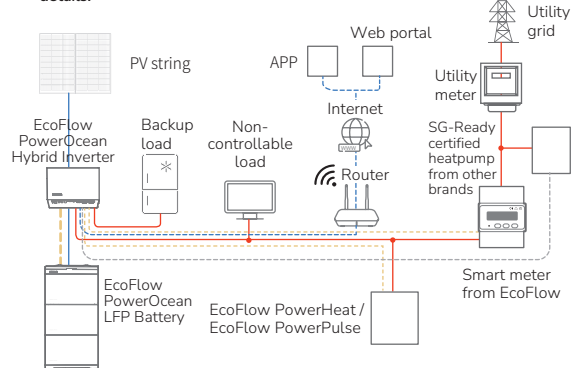 details.
Utility
grid
Web portal
APP
PV string
Utility
meter
Internet
EcoFlow
PowerOcean
Hybrid Inverter
Backup
load
Non-
controllable
load
SG-Ready
certified
heatpump
from other
brands
Router
EcoFlow
PowerOcean
LFP Battery
EcoFlow PowerHeat /
EcoFlow PowerPulse
Smart meter
from EcoFlow